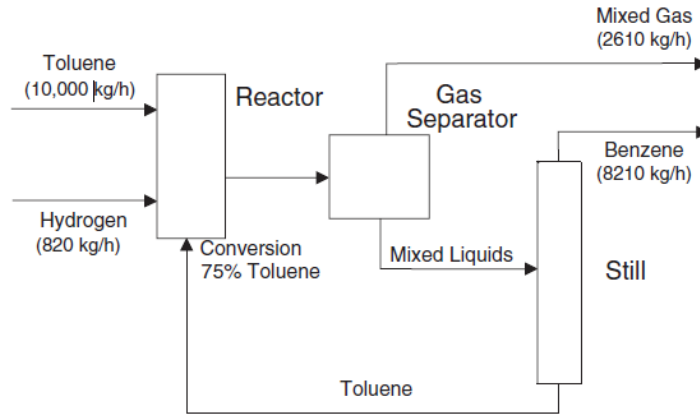 Mixed Gas
(2610 kg/h)
Toluene
(10,000 kg/h)
Reactor
Gas
Separator
Benzene
(8210 kg/h)
Hydrogen
(820 kg/h)
Conversion
75% Toluene
Mixed Liquids
Still
Toluene